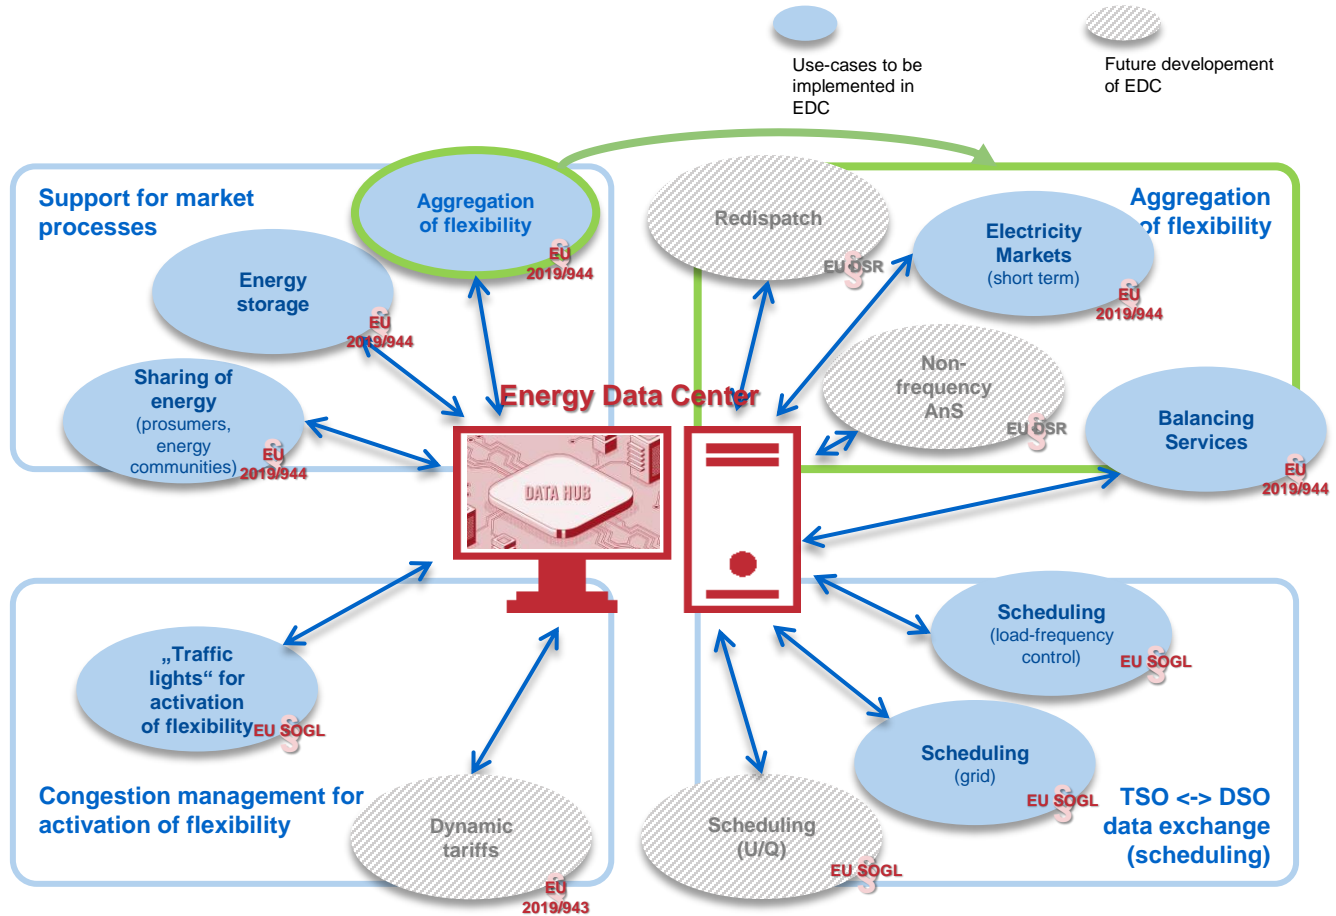 Use-cases to be
implemented in
EDC
Future developement
of EDC
Support for market
processes
Aggregation
of flexibility
EU
2019/944
Energy
storage
EU
2019/944
Sharing of
energy
(prosumers,
energy
communities)
EU
2019/944
Redispatch
EU DSR
Aggregation
of flexibility
Electricity
Markets
(short term)
EU
2019/944
Non-
frequency
AnS
EU DSR
Balancing
Services
EU
2019/944
Energy Data Center
DATA HUB
„Traffic
lights“ for
activation
of flexibility
EU SOGL
Congestion management for
activation of flexibility
Dynamic
tariffs
EU
2019/943
Scheduling
(load-frequency
control)
EU SOGL
Scheduling
(grid)
EU SOGL
Scheduling
(U/Q)
EU SOGL
TSO <-> DSO
data exchange
(scheduling)